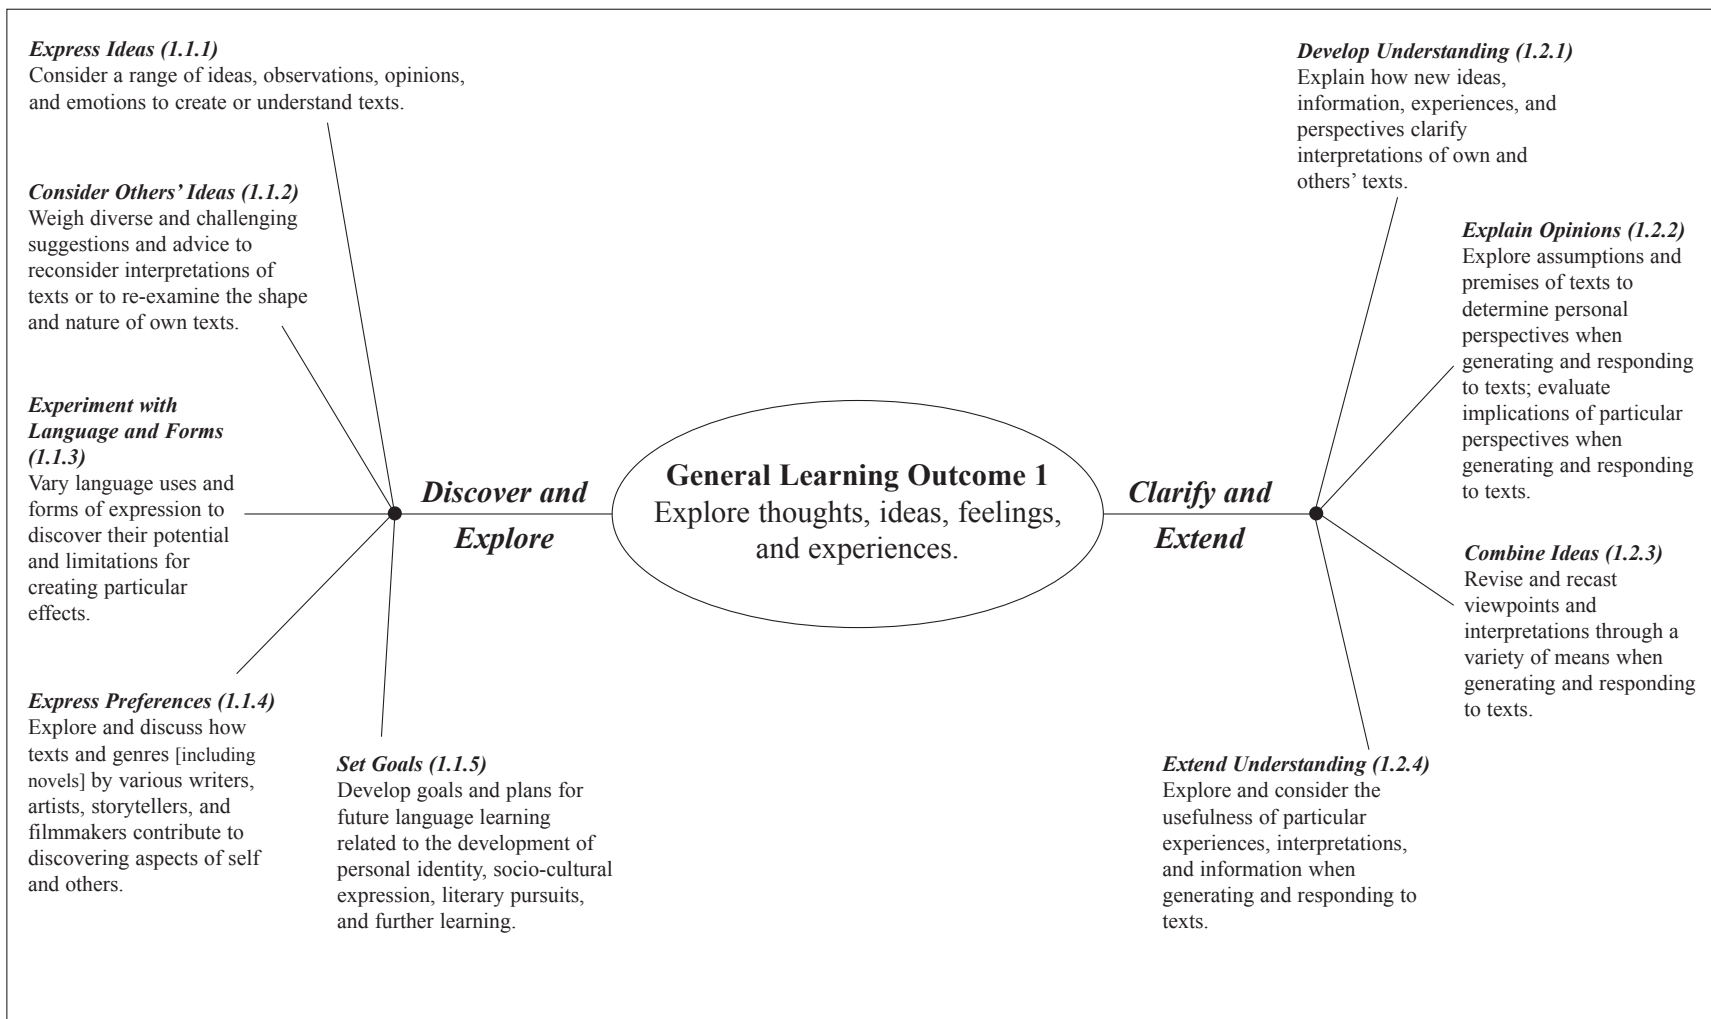 Express Ideas (1.1.1)
Consider a range of ideas, observations, opinions,
and emotions to create or understand texts.
Consider Others’ Ideas (1.1.2)
Weigh diverse and challenging
suggestions and advice to
reconsider interpretations of
texts or to re-examine the shape
and nature of own texts.
Experiment with
Language and Forms
(1.1.3)
Vary language uses and
forms of expression to
discover their potential
and limitations for
creating particular
effects.
Express Preferences (1.1.4)
Explore and discuss how
texts and genres [including
novels] by various writers,
artists, storytellers, and
filmmakers contribute to
discovering aspects of self
and others.
Set Goals (1.1.5)
Develop goals and plans for
future language learning
related to the development of
personal identity, socio-cultural
expression, literary pursuits,
and further learning.
Discover and
Explore
General Learning Outcome 1
Explore thoughts, ideas, feelings,
and experiences.
Clarify and
Extend
Develop Understanding (1.2.1)
Explain how new ideas,
information, experiences, and
perspectives clarify
interpretations of own and
others’ texts.
Explain Opinions (1.2.2)
Explore assumptions and
premises of texts to
determine personal
perspectives when
generating and responding
to texts; evaluate
implications of particular
perspectives when
generating and responding
to texts.
Combine Ideas (1.2.3)
Revise and recast
viewpoints and
interpretations through a
variety of means when
generating and responding
to texts.
Extend Understanding (1.2.4)
Explore and consider the
usefulness of particular
experiences, interpretations,
and information when
generating and responding to
texts.